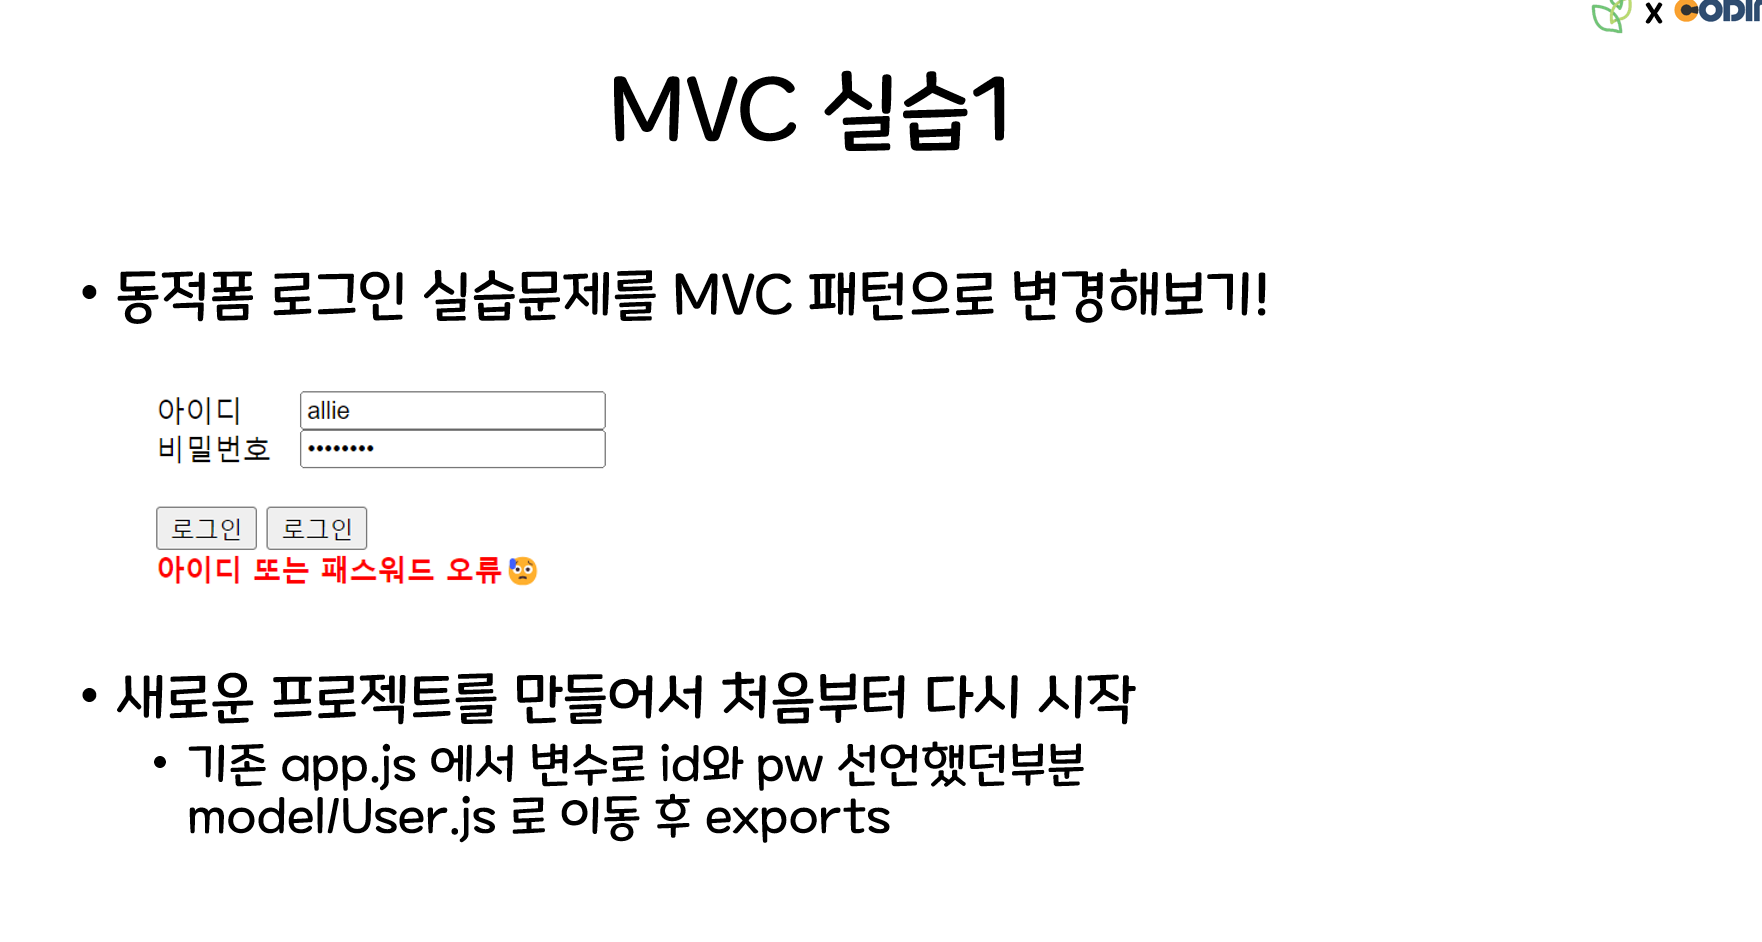 x CODIN
MVC 실습1
• 동적폼 로그인 실습문제를 MVC 패턴으로 변경해보기!
아이디 allie
비밀번호 ••••••••
로그인 로그인
아이디 또는 패스워드 오류😓
• 새로운 프로젝트를 만들어서 처음부터 다시 시작
• 기존 app.js 에서 변수로 id와 pw 선언했던부분
model/User.js 로 이동 후 exports